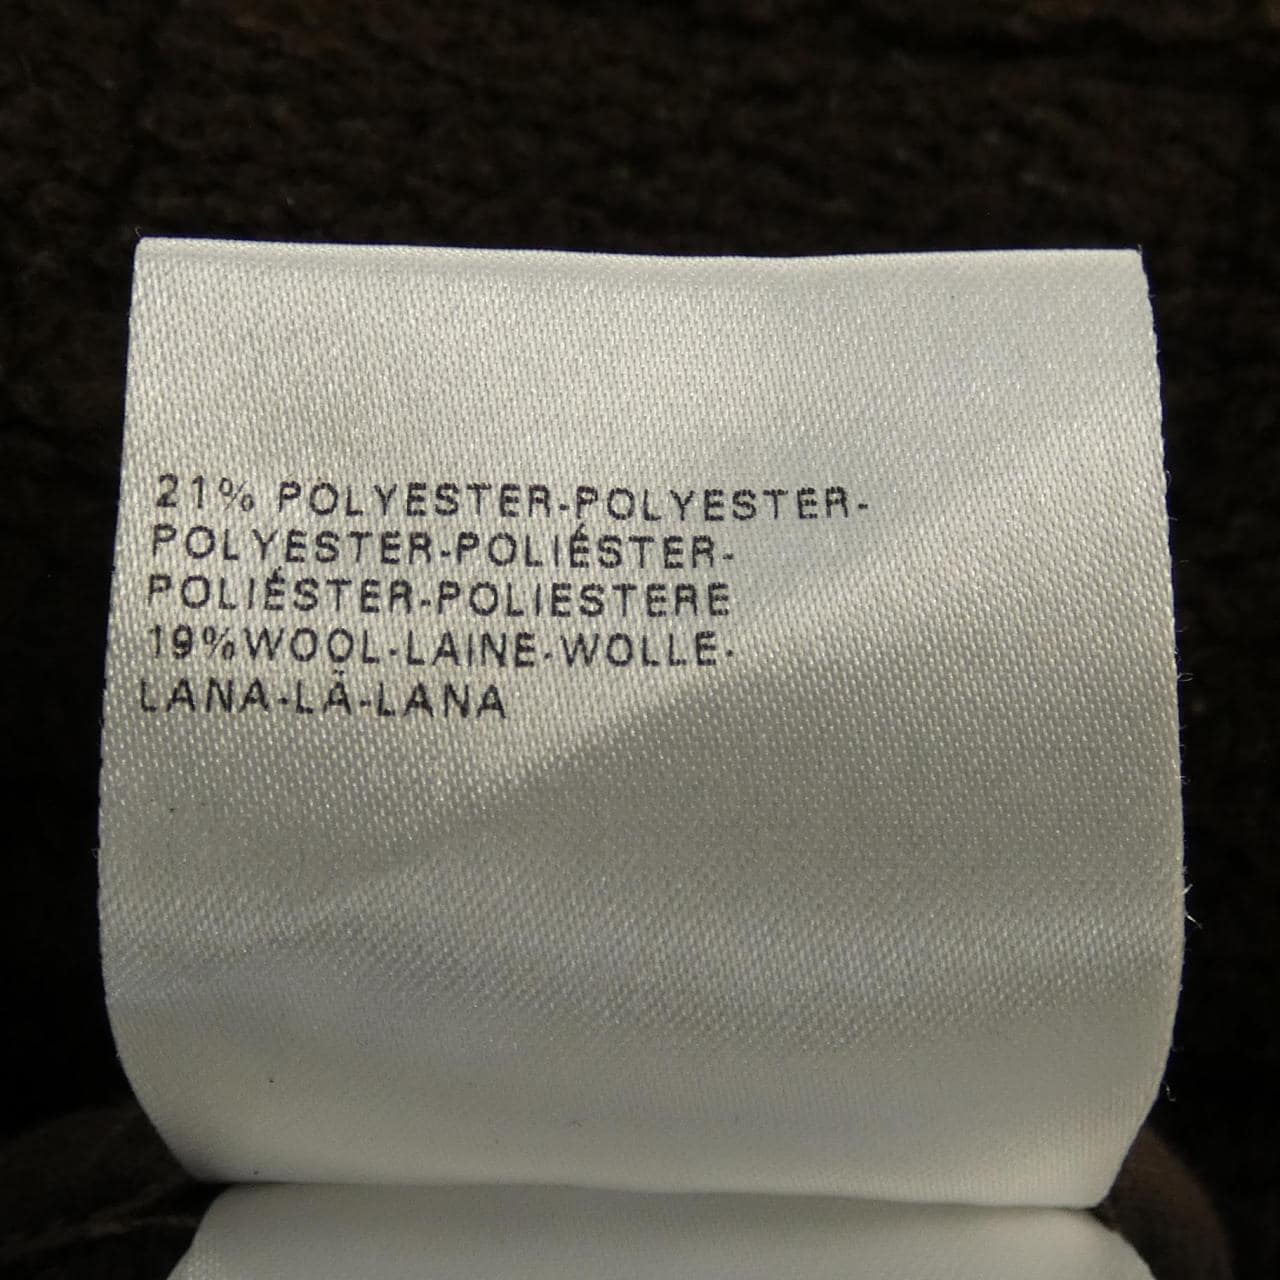 21% POLYESTER-POLYESTER-
POLYESTER-POLIÉSTER-
POLIÉSTER-POLIESTERE
19%WOOL-LAINE-WOLLE-
LANA-LÃ-LANA